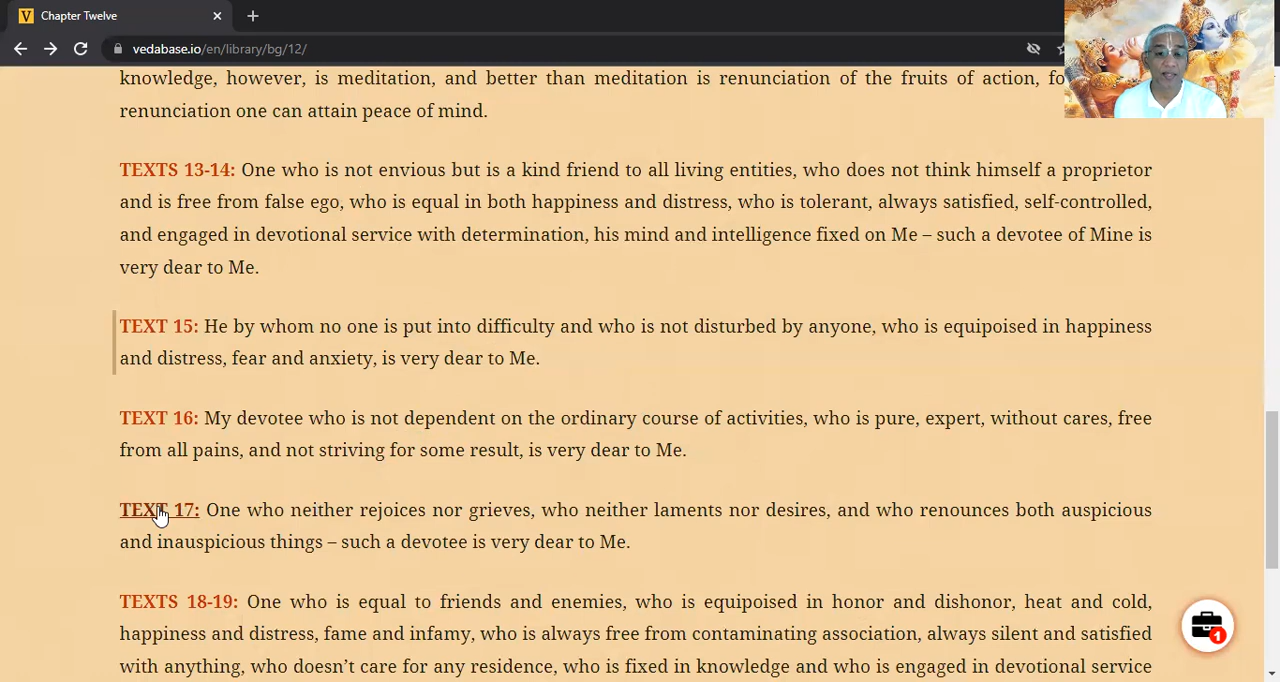 Chapter Twelve
vedabase.io/en/library/bg/12/
knowledge, however, is meditation, and better than meditation is renunciation of the fruits of action, fo
renunciation one can attain peace of mind.
TEXTS 13-14: One who is not envious but is a kind friend to all living entities, who does not think himself a proprietor
and is free from false ego, who is equal in both happiness and distress, who is tolerant, always satisfied, self-controlled,
and engaged in devotional service with determination, his mind and intelligence fixed on Me – such a devotee of Mine is
very dear to Me.
TEXT 15: He by whom no one is put into difficulty and who is not disturbed by anyone, who is equipoised in happiness
and distress, fear and anxiety, is very dear to Me.
TEXT 16: My devotee who is not dependent on the ordinary course of activities, who is pure, expert, without cares, free
from all pains, and not striving for some result, is very dear to Me.
TEXT 17: One who neither rejoices nor grieves, who neither laments nor desires, and who renounces both auspicious
and inauspicious things – such a devotee is very dear to Me.
TEXTS 18-19: One who is equal to friends and enemies, who is equipoised in honor and dishonor, heat and cold,
happiness and distress, fame and infamy, who is always free from contaminating association, always silent and satisfied
with anything, who doesn’t care for any residence, who is fixed in knowledge and who is engaged in devotional service
1